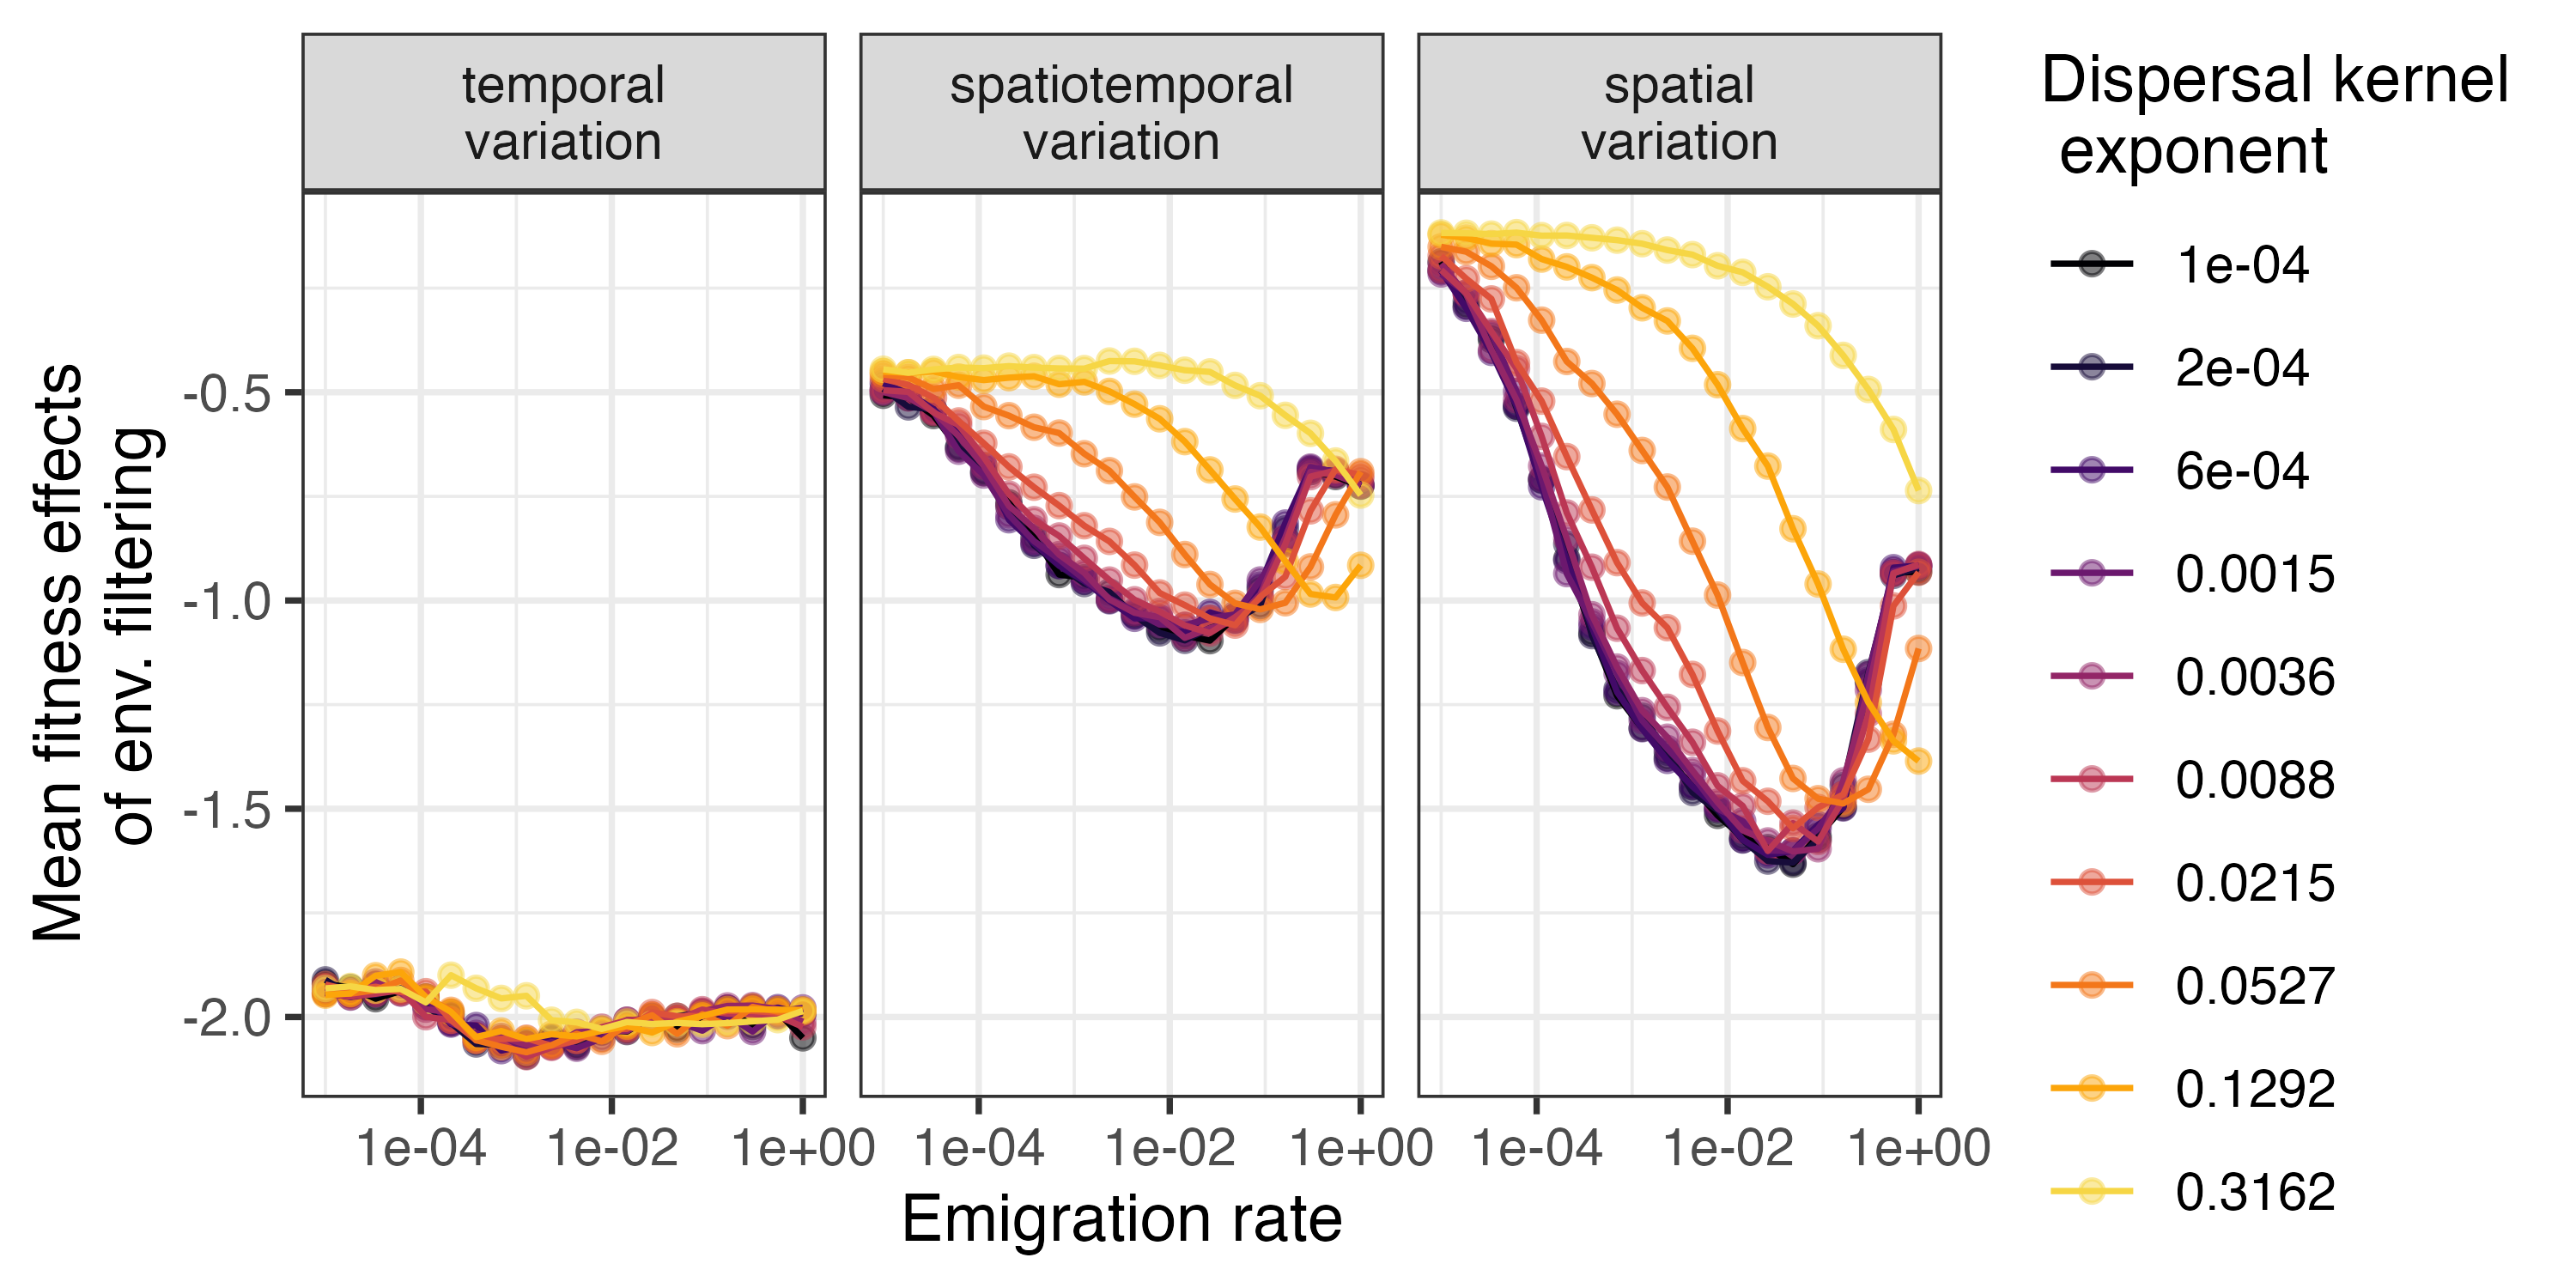 temporal
variation
spatiotemporal
variation
spatial
variation
Mean fitness effects
of env. filtering
-0.5
-1.0
-1.5
-2.0
1e-04
1e-02
1e+00
1e-04
1e-02
1e+00
1e-04
1e-02
1e+00
Emigration rate
Dispersal kernel
exponent
1e-04
2e-04
6e-04
0.0015
0.0036
0.0088
0.0215
0.0527
0.1292
0.3162